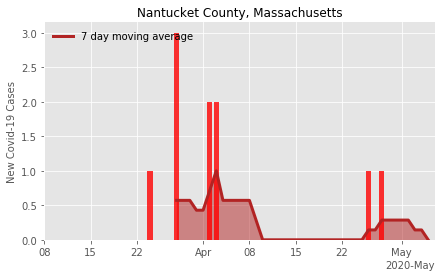 Nantucket County, Massachusetts
7 day moving average
New Covid-19 Cases
3.0
2.5
2.0
1.5
1.0
0.5
0.0
08 15 22 Apr 08 15 22 May
2020-May